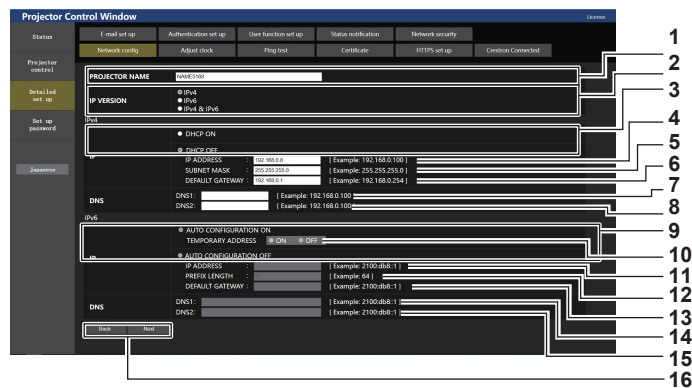 Projector Control Window
License
Status
E-mail set up
Authentication set up
User function set up
Status notification
Network security
Network config
Adjust clock
Ping test
Certificate
HTTPS set up
Crestron Connected
Projector control
Detailed set up
Set up password
Japanese
PROJECTOR NAME
NAME5168
IP VERSION
IPv4
IPv6
IPv4 & IPv6
IPv4
DHCP ON
DHCP OFF
IP
IP ADDRESS : 192.168.0.8 [ Example: 192.168.0.100 ]
SUBNET MASK : 255.255.255.0 [ Example: 255.255.255.0 ]
DEFAULT GATEWAY : 192.168.0.1 [ Example: 192.168.0.254 ]
DNS
DNS1: [ Example: 192.168.0.100 ]
DNS2: [ Example: 192.168.0.100 ]
IPv6
AUTO CONFIGURATION ON
TEMPORARY ADDRESS ON OFF
IP
AUTO CONFIGURATION OFF
IP ADDRESS : [ Example: 2100:db8::1 ]
PREFIX LENGTH : [ Example: 64 ]
DEFAULT GATEWAY : [ Example: 2100:db8::1 ]
DNS
DNS1: [ Example: 2100:db8::1 ]
DNS2: [ Example: 2100:db8::1 ]
Back Next
1
2
3
4
5
6
7
8
9
10
11
12
13
14
15
16